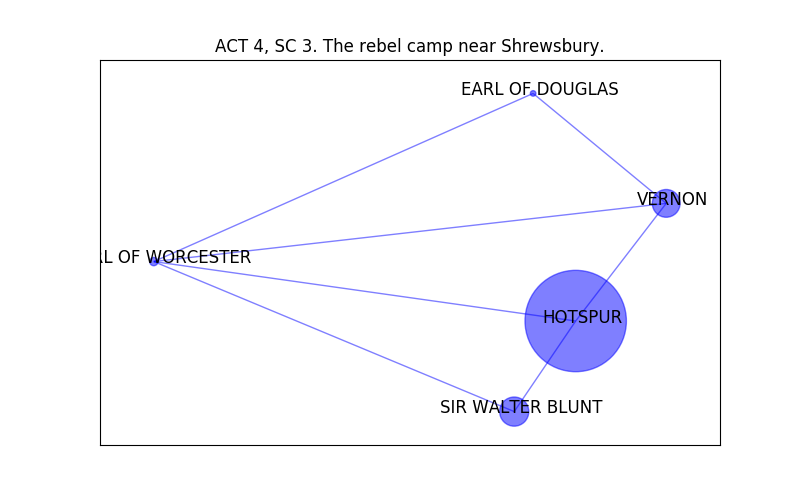 ACT 4, SC 3. The rebel camp near Shrewsbury.
EARL OF DOUGLAS
VERNON
L OF WORCESTER
HOTSPUR
SIR WALTER BLUNT